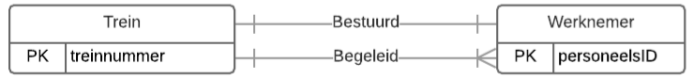 Trein Bestuurd Werknemer
PK treinnummer Begeleid PK personeelsID